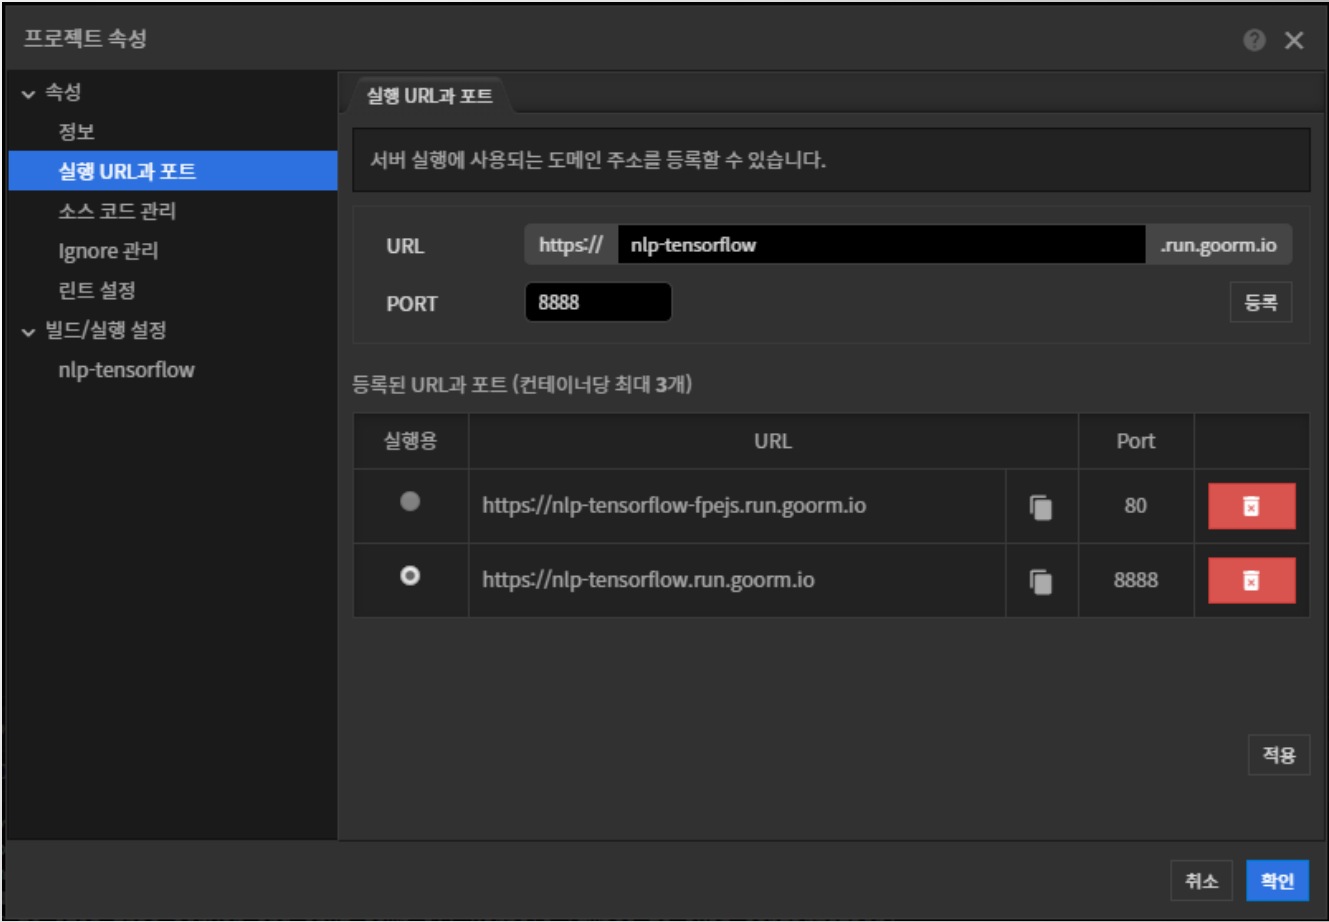 프로젝트 속성
속성
정보
실행 URL과 포트
소스 코드 관리
Ignore 관리
린트 설정
빌드/실행 설정
nlp-tensorflow
실행 URL과 포트
서버 실행에 사용되는 도메인 주소를 등록할 수 있습니다.
URL https:// nlp-tensorflow .run.goorm.io
PORT 8888 등록
등록된 URL과 포트 (컨테이너당 최대 3개)
실행용 URL Port
https://nlp-tensorflow-fpejs.run.goorm.io 80
https://nlp-tensorflow.run.goorm.io 8888
적용
취소 확인